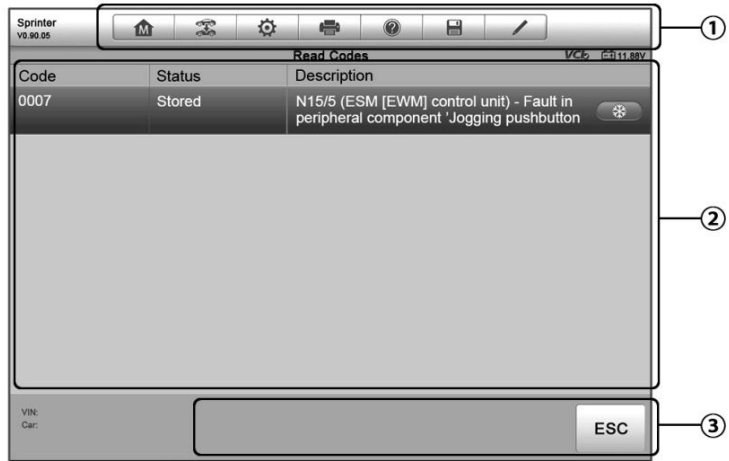 Sprinter
V0.90.05
M
?
①
Read Codes
VCI
11.88V
Code Status Description
0007 Stored N15/5 (ESM [EWM] control unit) - Fault in
peripheral component 'Jogging pushbutton
②
VIN:
Car:
ESC
③